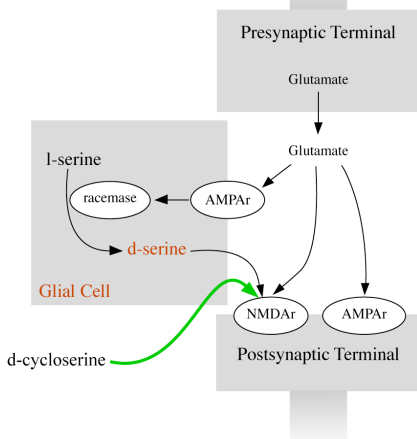 Presynaptic Terminal
Glutamate
Glutamate
l-serine
racemase
AMPAr
d-serine
Glial Cell
NMDAr
AMPAr
Postsynaptic Terminal
d-cycloserine